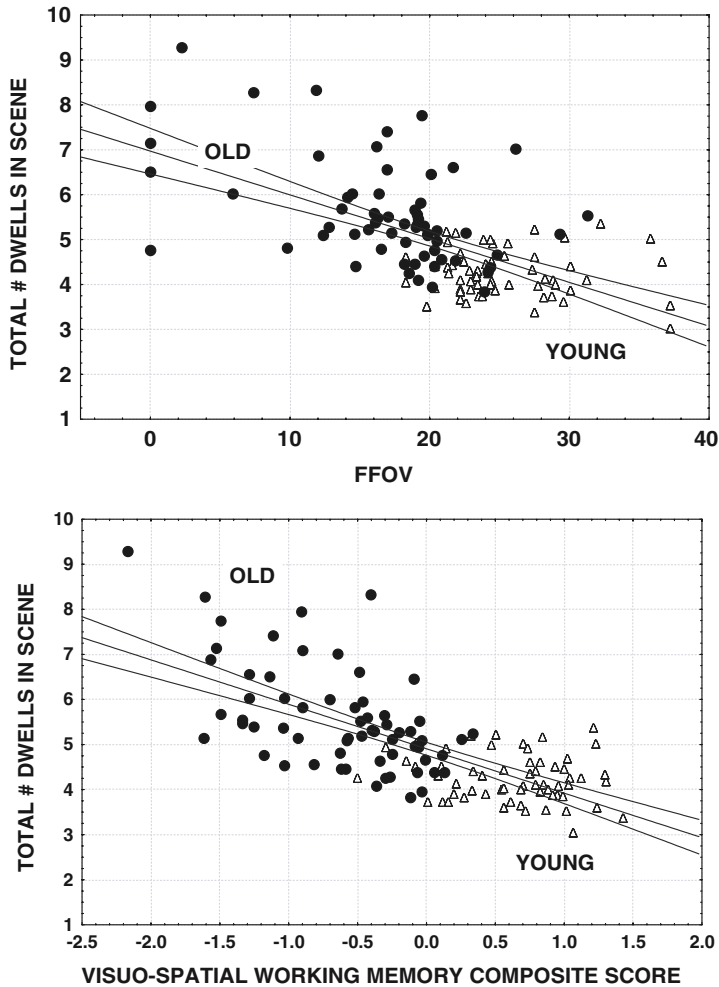 10
9
8
7
6
5
4
3
2
1
TOTAL # DWELLS IN SCENE
OLD
YOUNG
0 10 20 30 40
FFOV
10
9
8
7
6
5
4
3
2
1
TOTAL # DWELLS IN SCENE
OLD
YOUNG
-2.5 -2.0 -1.5 -1.0 -0.5 0.0 0.5 1.0 1.5 2.0
VISUO-SPATIAL WORKING MEMORY COMPOSITE SCORE